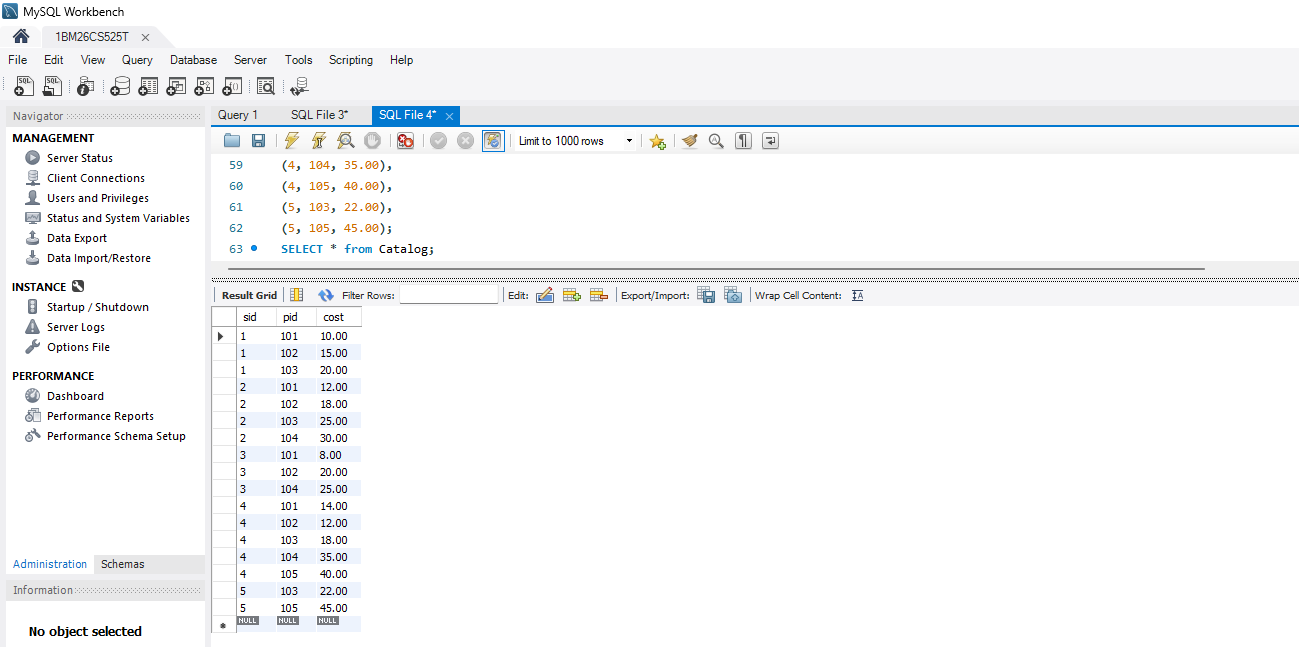 MySQL Workbench
1BM26CS525T
File Edit View Query Database Server Tools Scripting Help
Navigator
MANAGEMENT
Server Status
Client Connections
Users and Privileges
Status and System Variables
Data Export
Data Import/Restore
INSTANCE
Startup / Shutdown
Server Logs
Options File
PERFORMANCE
Dashboard
Performance Reports
Performance Schema Setup
Administration Schemas
Information
No object selected
Query 1 SQL File 3* SQL File 4*
Limit to 1000 rows
59 (4, 104, 35.00),
60 (4, 105, 40.00),
61 (5, 103, 22.00),
62 (5, 105, 45.00);
63 SELECT * from Catalog;
Result Grid Filter Rows: Edit: Export/Import: Wrap Cell Content:
sid pid cost
1 101 10.00
1 102 15.00
1 103 20.00
2 101 12.00
2 102 18.00
2 103 25.00
2 104 30.00
3 101 8.00
3 102 20.00
3 104 25.00
4 101 14.00
4 102 12.00
4 103 18.00
4 104 35.00
4 105 40.00
5 103 22.00
5 105 45.00
NULL NULL NULL